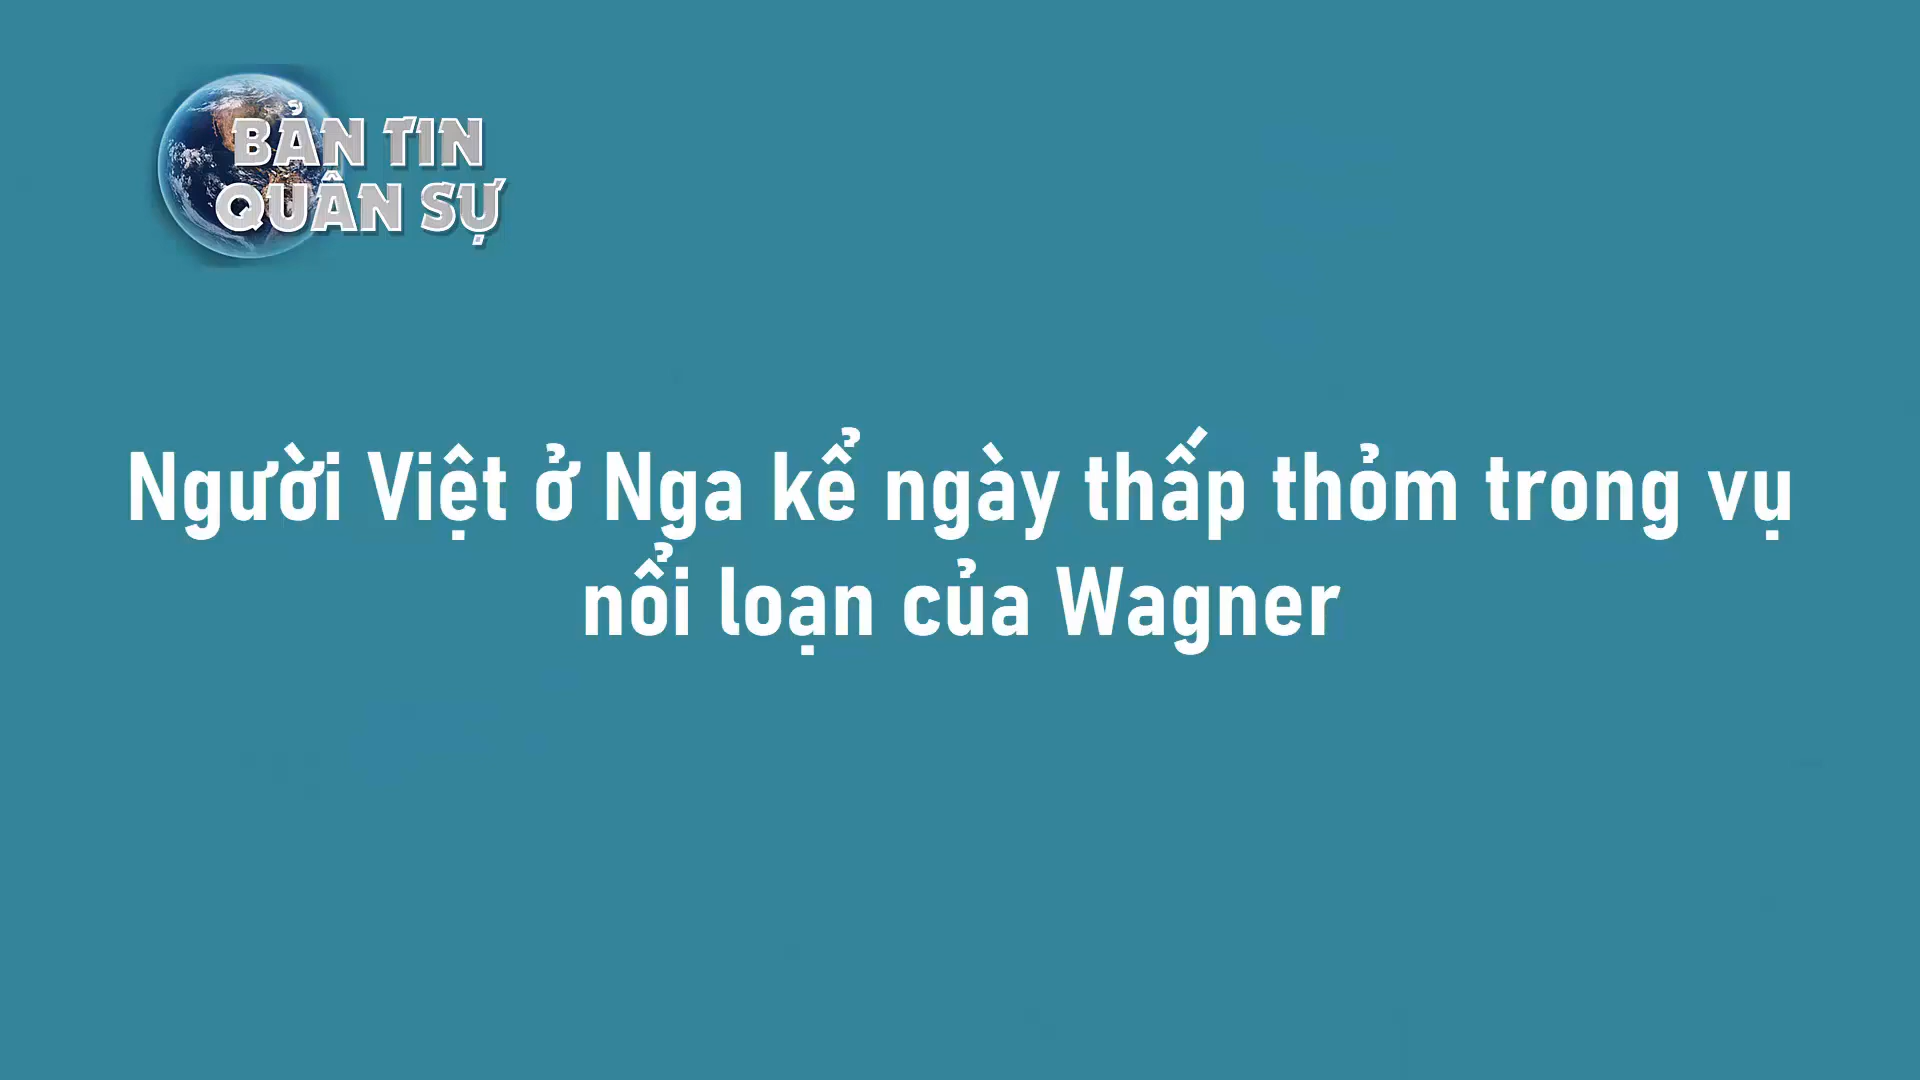 BẢN TIN
QUÂN SỰ
Người Việt ở Nga kể ngày thấp thỏm trong vụ
nổi loạn của Wagner